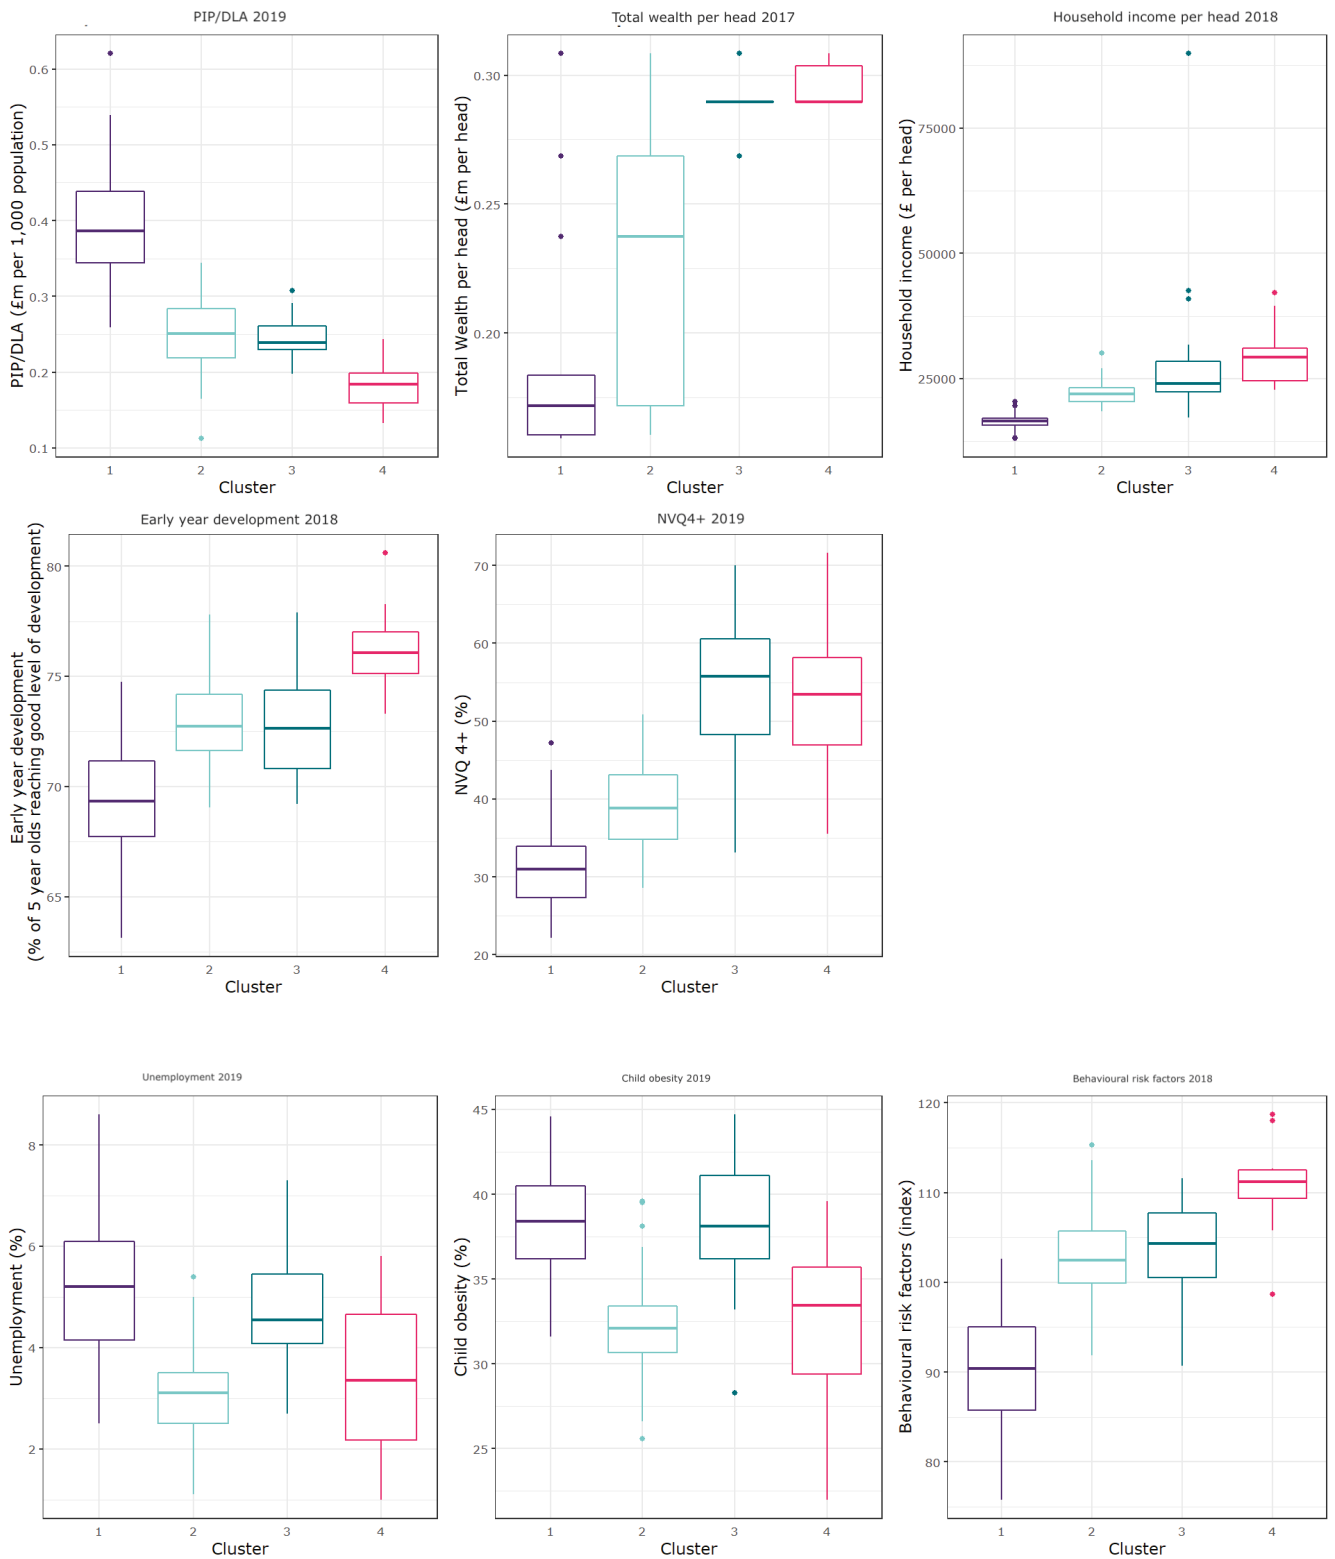 PIP/DLA 2019
PIP/DLA (£m per 1,000 population)
0.6
0.5
0.4
0.3
0.2
0.1
1 2 3 4
Cluster
Total wealth per head 2017
Total Wealth per head (£m per head)
0.30
0.25
0.20
1 2 3 4
Cluster
Household income per head 2018
Household income (£ per head)
75000
50000
25000
1 2 3 4
Cluster
Early year development 2018
Early year development
(% of 5 year olds reaching good level of development)
80
75
70
65
1 2 3 4
Cluster
NVQ4+ 2019
NVQ 4+ (%)
70
60
50
40
30
20
1 2 3 4
Cluster
Unemployment 2019
Unemployment (%)
8
6
4
2
1 2 3 4
Cluster
Child obesity 2019
Child obesity (%)
45
40
35
30
25
1 2 3 4
Cluster
Behavioural risk factors 2018
Behavioural risk factors (index)
120
110
100
90
80
1 2 3 4
Cluster